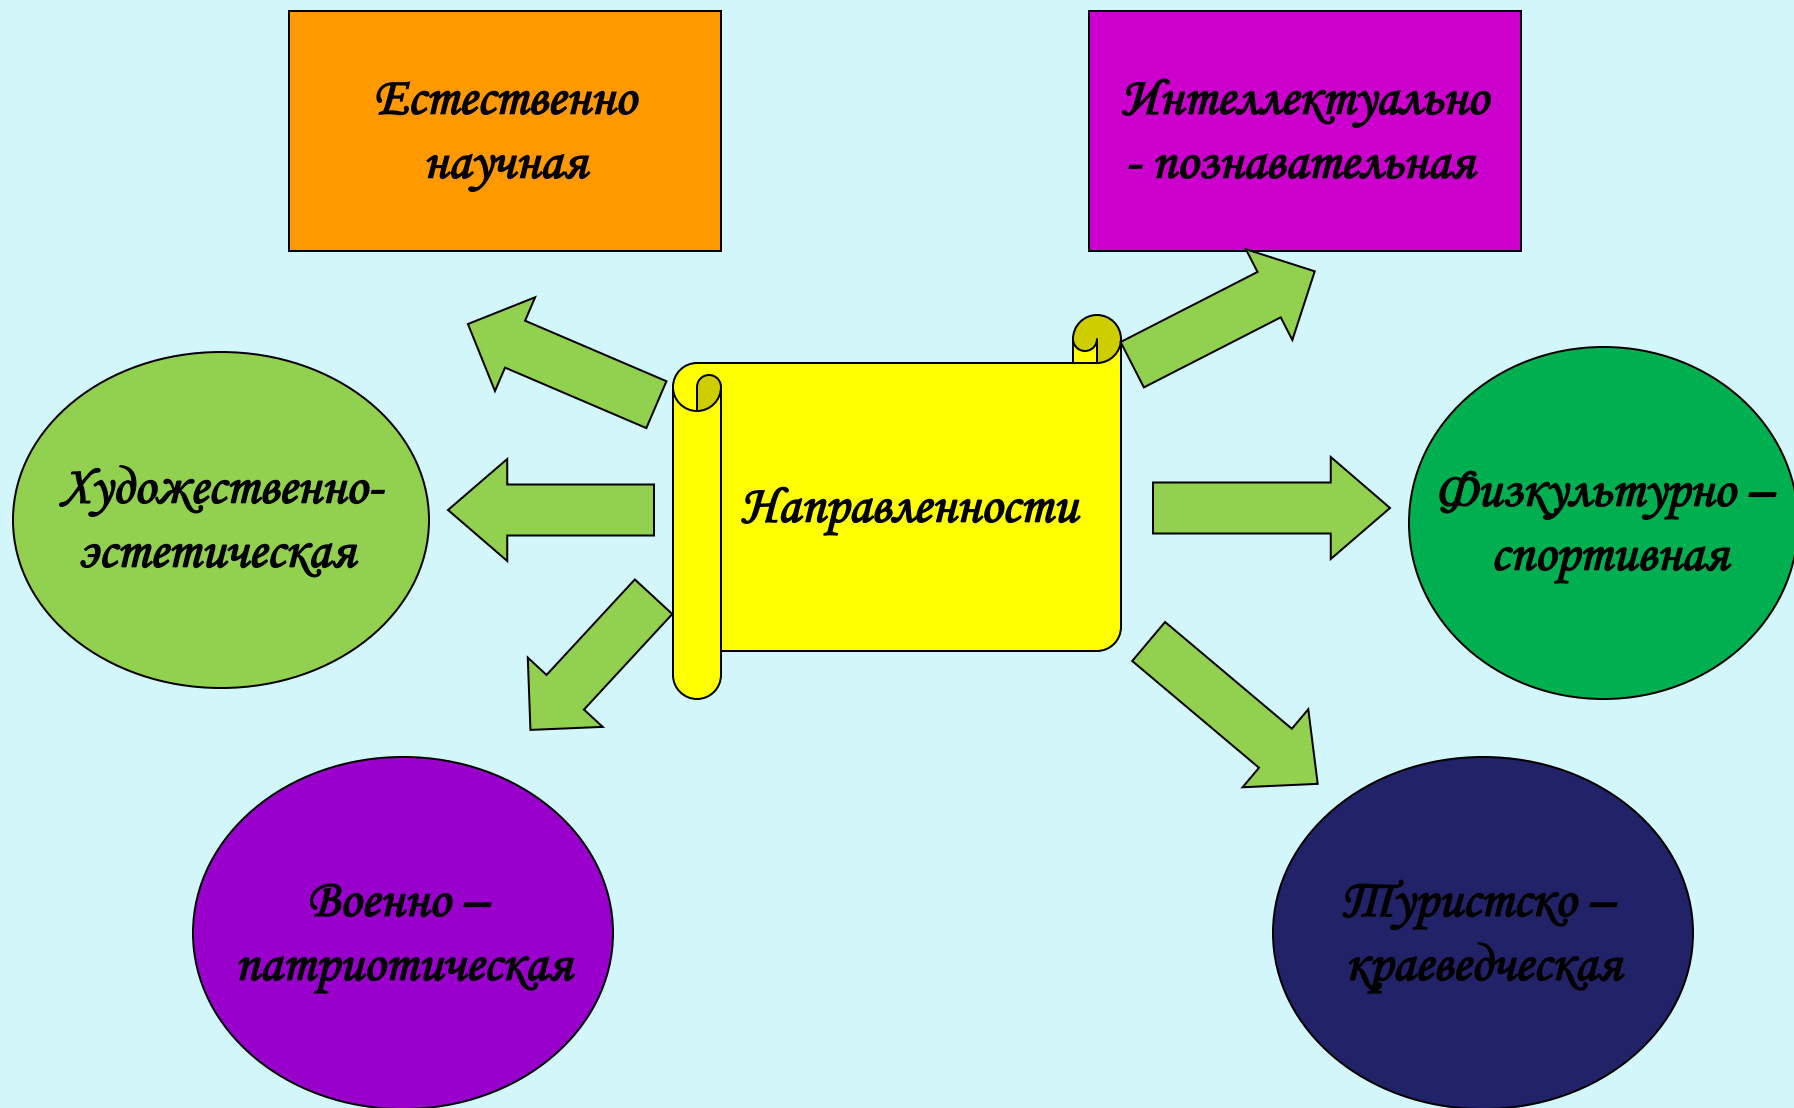 Естественно
научная
Интеллектуально
- познавательная
Художественно-
эстетическая
Направленности
Физкультурно –
спортивная
Военно –
патриотическая
Туристско –
краеведческая